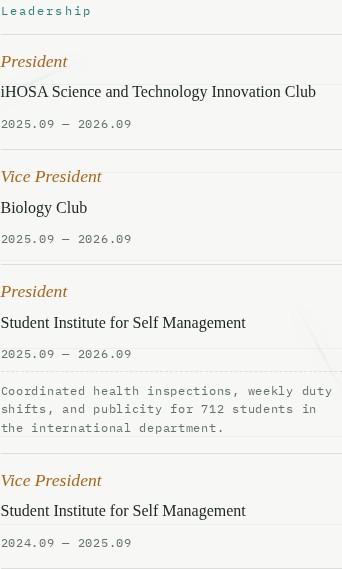 Leadership
President
iHOSA Science and Technology Innovation Club
2025.09 — 2026.09
Vice President
Biology Club
2025.09 — 2026.09
President
Student Institute for Self Management
2025.09 — 2026.09
Coordinated health inspections, weekly duty
shifts, and publicity for 712 students in
the international department.
Vice President
Student Institute for Self Management
2024.09 — 2025.09